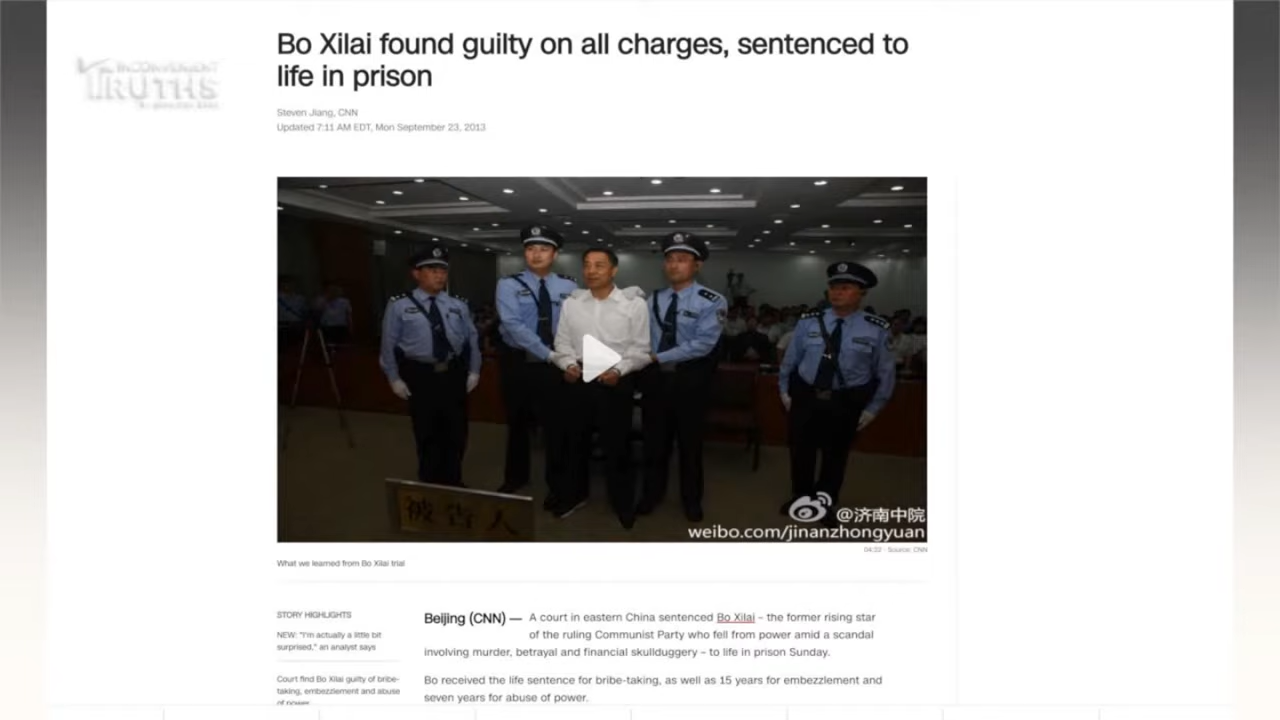 INCONVENIENT
TRUTHS
Bo Xilai found guilty on all charges, sentenced to
life in prison
Steven Jiang, CNN
Updated 7:11 AM EDT, Mon September 23, 2013
被告人
@济南中院
weibo.com/jinanzhongyuan
04:22 - Source: CNN
What we learned from Bo Xilai trial
STORY HIGHLIGHTS
NEW: "I'm actually a little bit
surprised," an analyst says
Court find Bo Xilai guilty of bribe-
taking, embezzlement and abuse
of power
Beijing (CNN) — A court in eastern China sentenced Bo Xilai – the former rising star
of the ruling Communist Party who fell from power amid a scandal
involving murder, betrayal and financial skullduggery – to life in prison Sunday.
Bo received the life sentence for bribe-taking, as well as 15 years for embezzlement and
seven years for abuse of power.